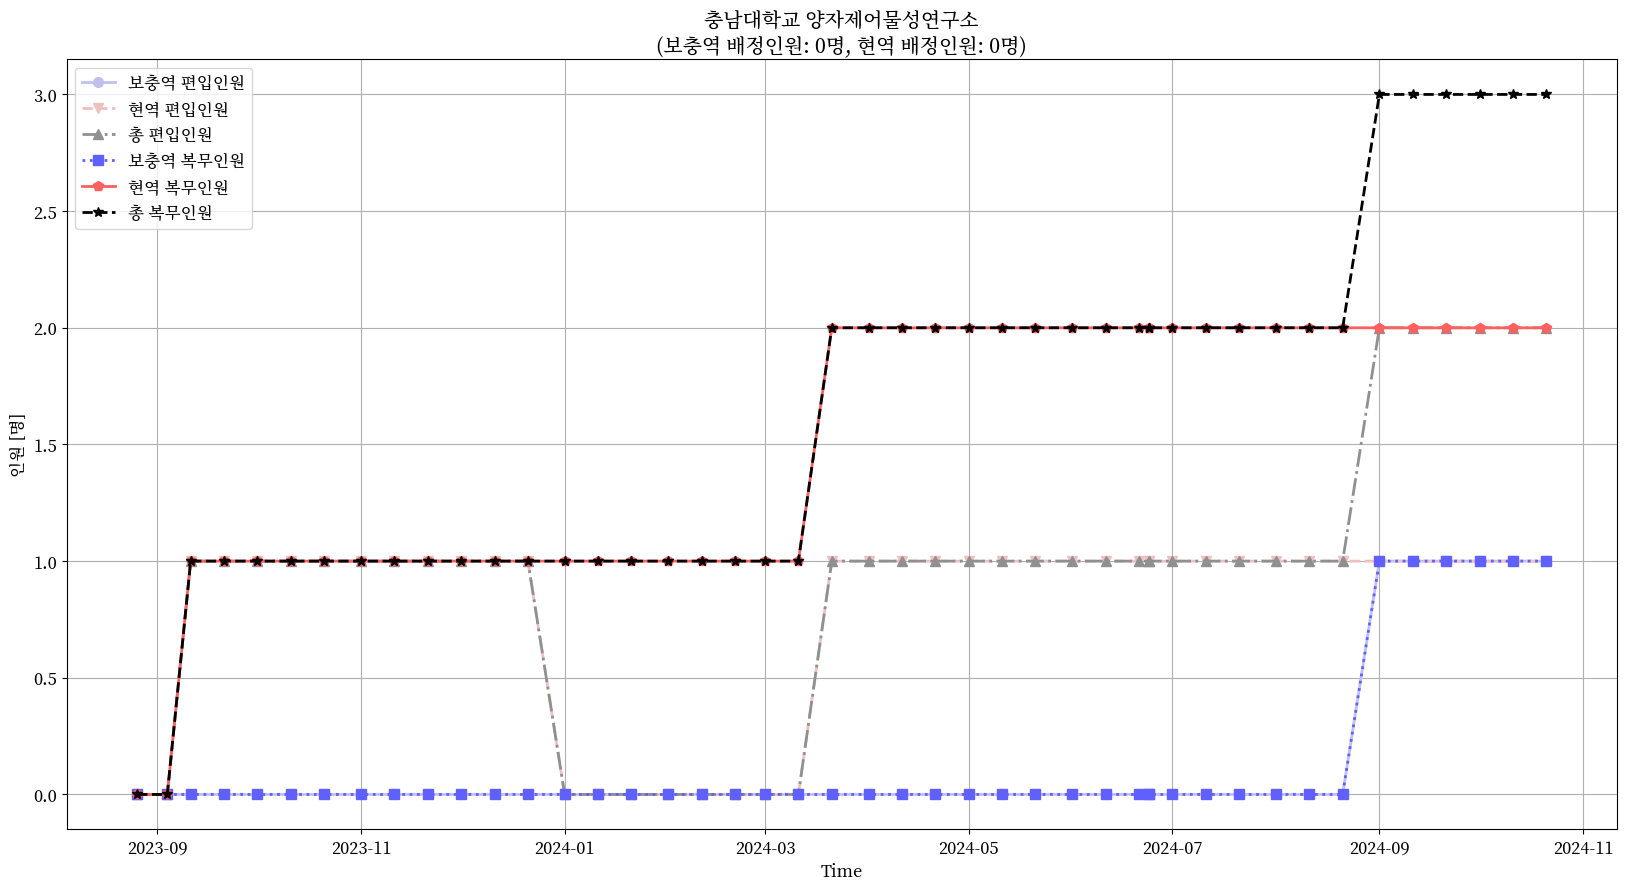 충남대학교 양자제어물성연구소
(보충역 배정인원: 0명, 현역 배정인원: 0명)
보충역 편입인원
현역 편입인원
총 편입인원
보충역 복무인원
현역 복무인원
총 복무인원
3.0
2.5
2.0
1.5
1.0
0.5
0.0
인원 [명]
2023-09
2023-11
2024-01
2024-03
2024-05
2024-07
2024-09
2024-11
Time